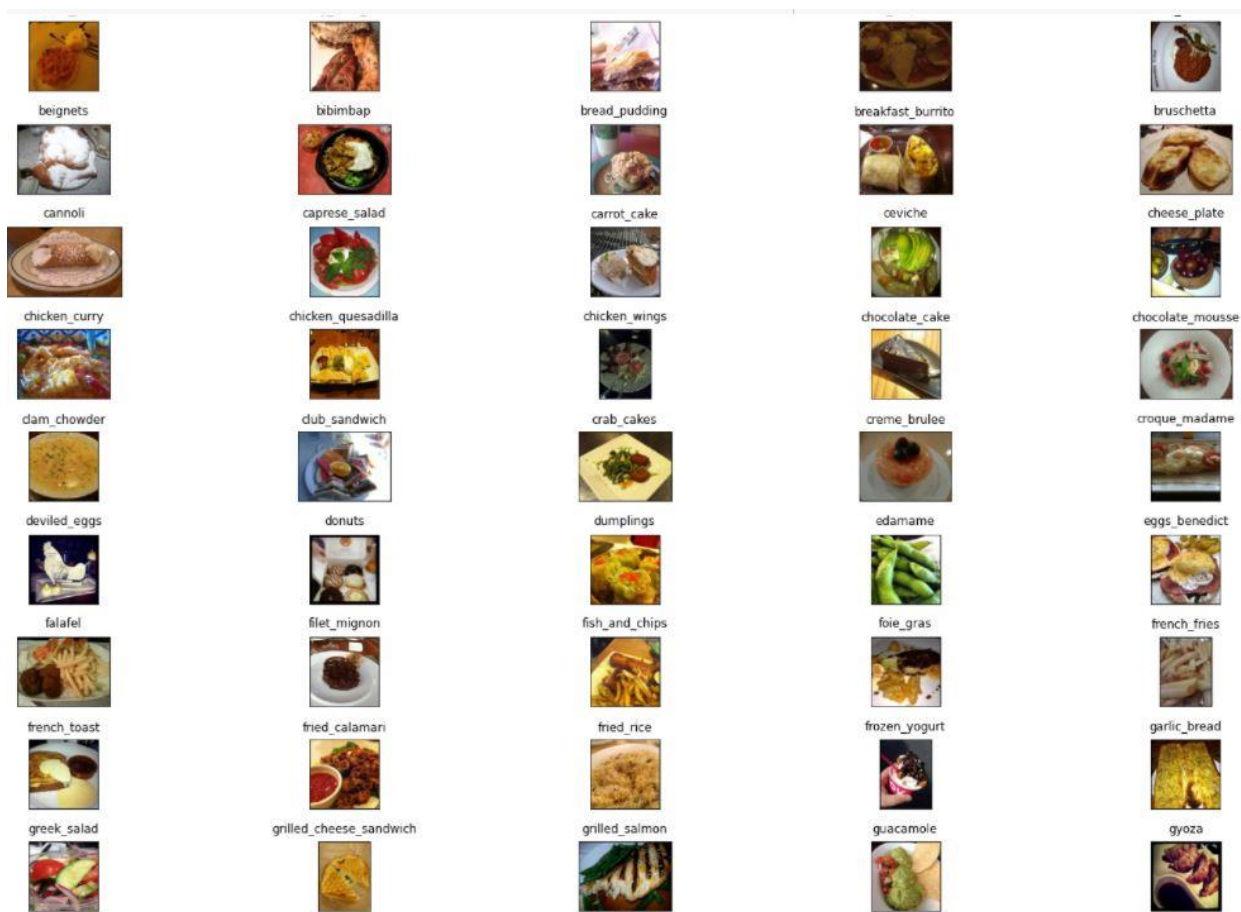 beignets bibimbap bread_pudding breakfast_burrito bruschetta
cannoli caprese_salad carrot_cake ceviche cheese_plate
chicken_curry chicken_quesadilla chicken_wings chocolate_cake chocolate_mousse
clam_chowder club_sandwich crab_cakes creme_brulee croque_madame
deviled_eggs donuts dumplings edamame eggs_benedict
falafel filet_mignon fish_and_chips foie_gras french_fries
french_toast fried_calamari fried_rice frozen_yogurt garlic_bread
greek_salad grilled_cheese_sandwich grilled_salmon guacamole gyoza